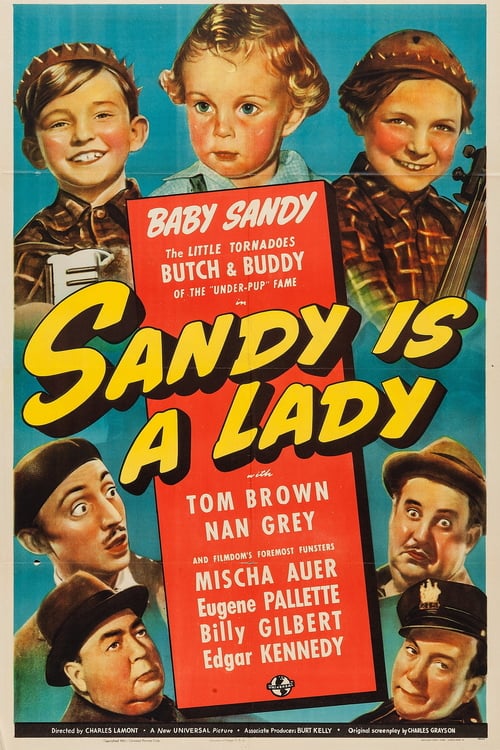 BABY SANDY
The LITTLE TORNADOES
BUTCH & BUDDY
OF THE "UNDER-PUP" FAME
in
SANDY IS
A LADY
with
TOM BROWN
NAN GREY
AND FILMDOM'S FOREMOST FUNSTERS
MISCHA AUER
Eugene PALLETTE
Billy GILBERT
Edgar KENNEDY
UNIVERSAL
Directed by CHARLES LAMONT • A New UNIVERSAL Picture • Associate Producer: BURT KELLY • Original screenplay by CHARLES GRAYSON